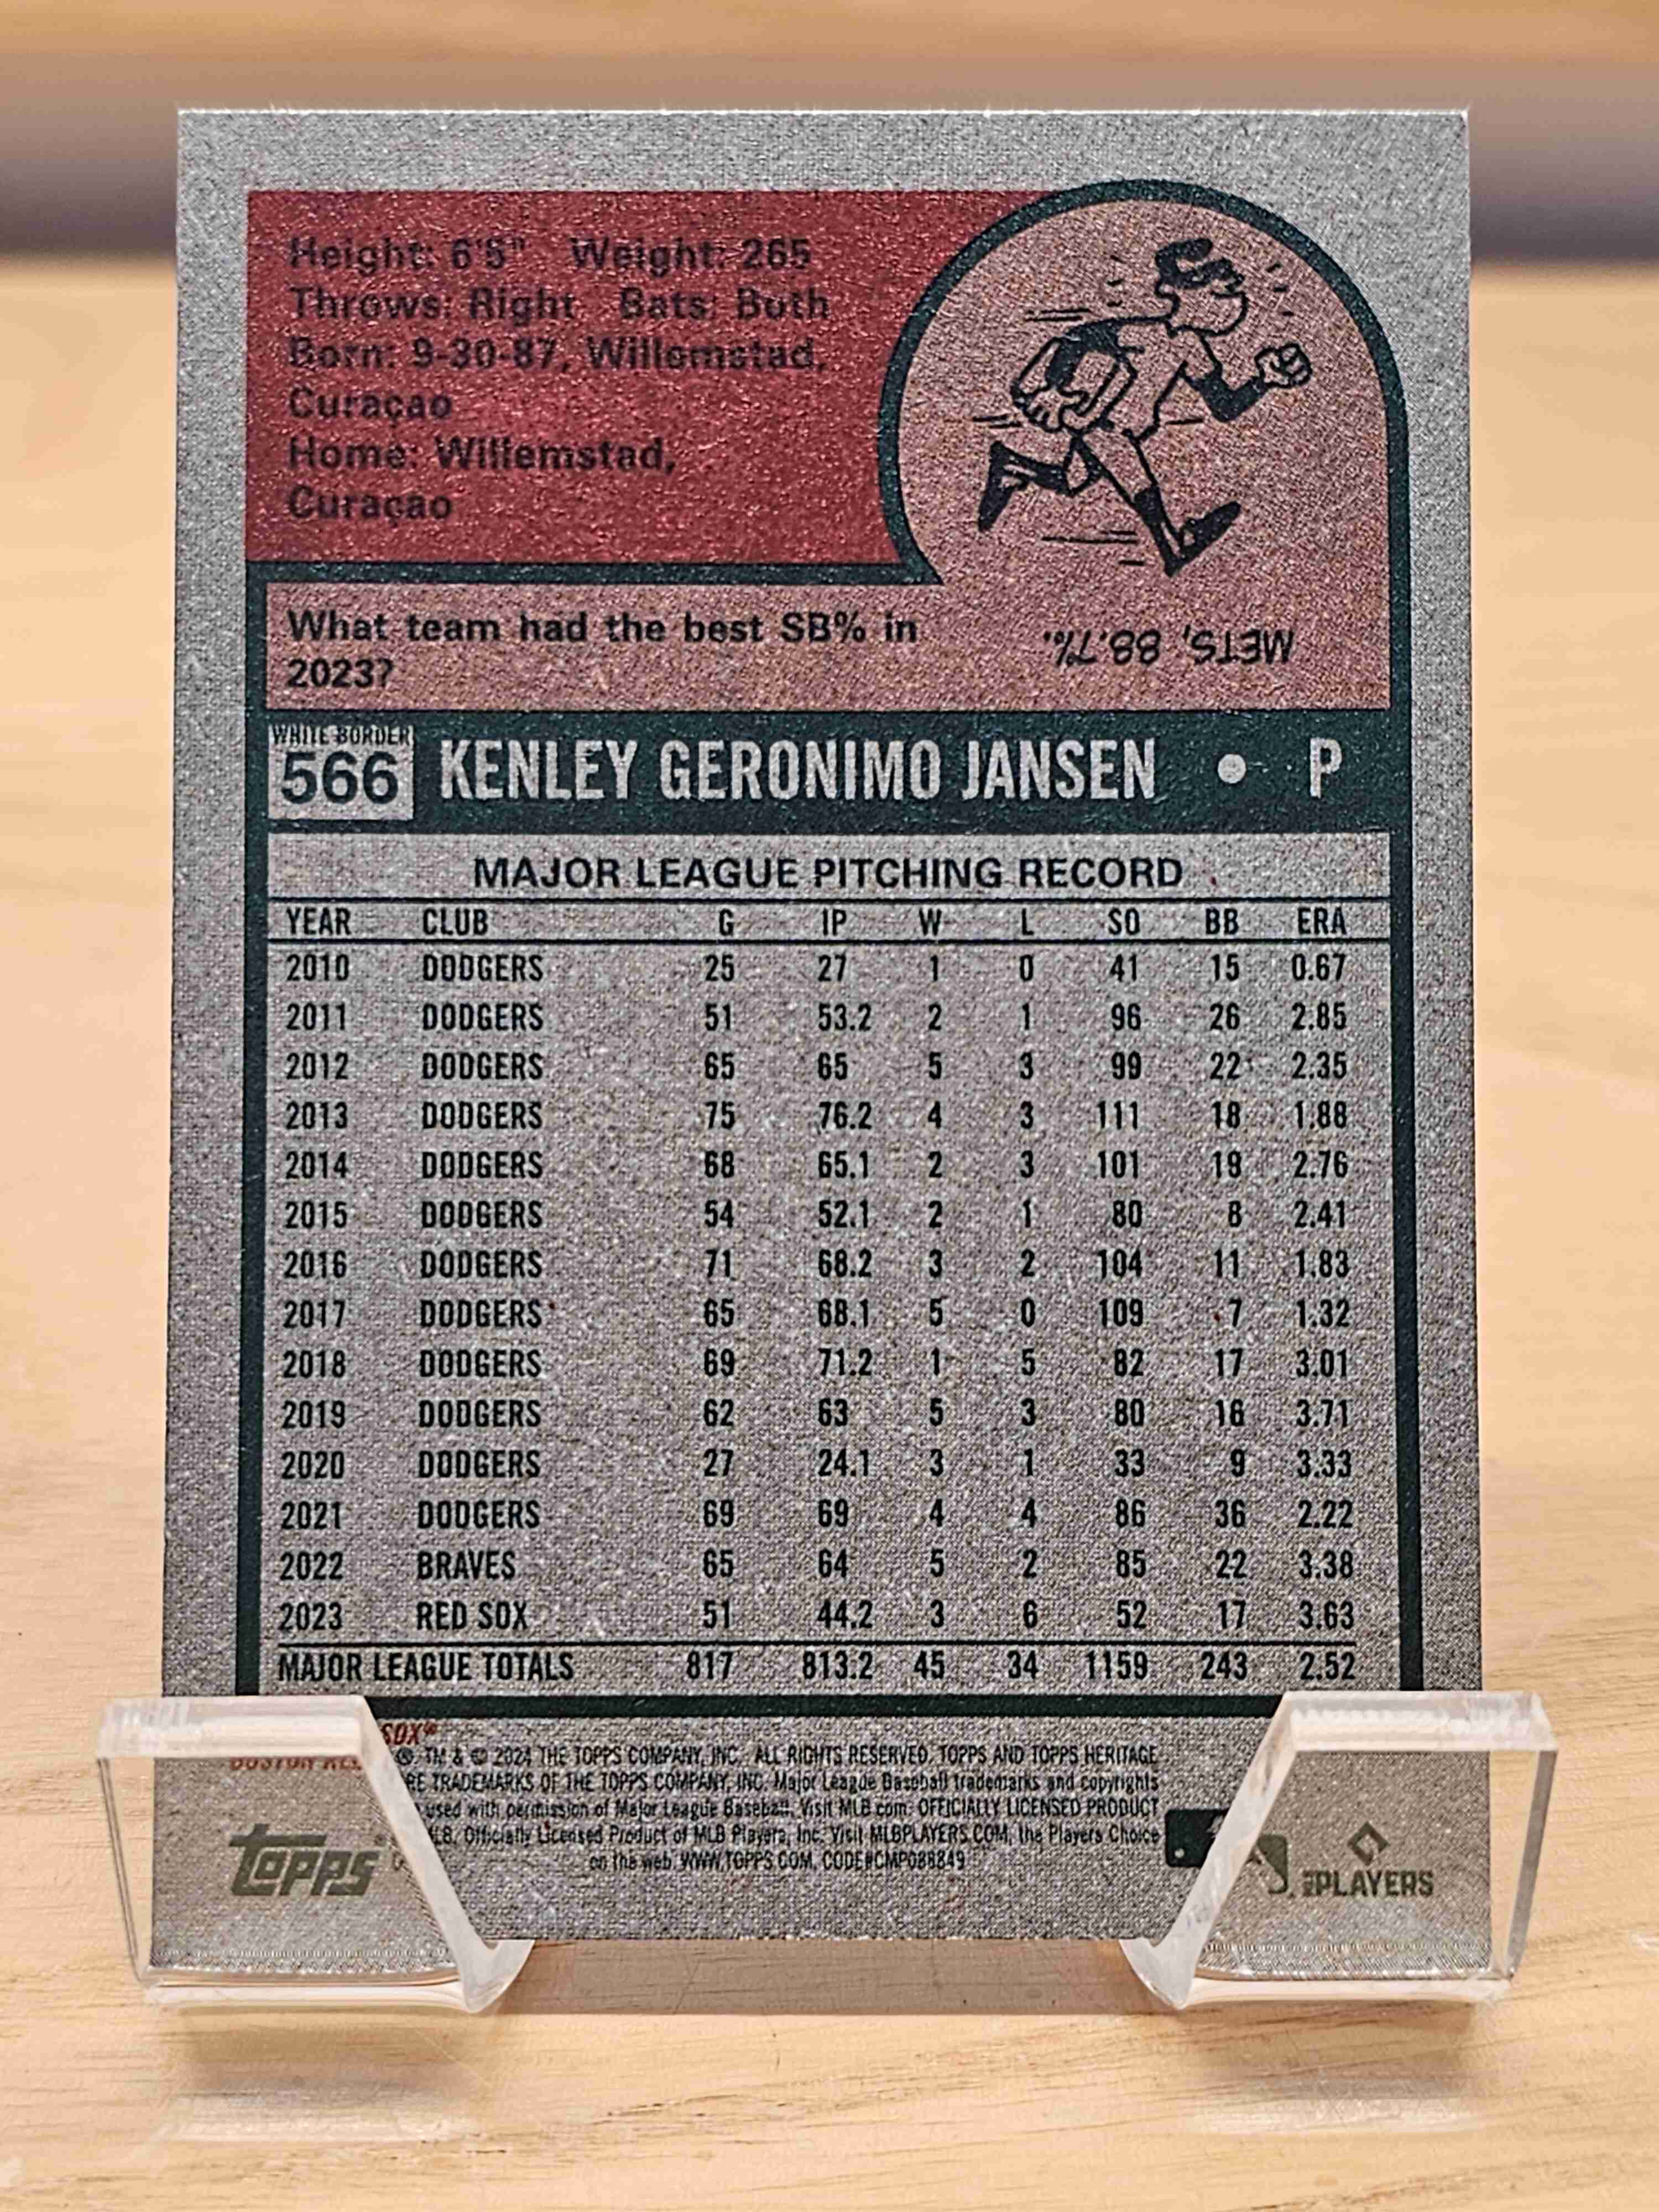 Height: 6'5" Weight: 265
Throws: Right Bats: Both
Born: 9-30-87, Willemstad,
Curaçao
Home: Willemstad,
Curaçao
What team had the best SB% in
2023?
METS, 88.7%.
WHITE BORDER
566 KENLEY GERONIMO JANSEN • P
MAJOR LEAGUE PITCHING RECORD
YEAR CLUB G IP W L SO BB ERA
2010 DODGERS 25 27 1 0 41 15 0.67
2011 DODGERS 51 53.2 2 1 96 26 2.85
2012 DODGERS 65 65 5 3 99 22 2.35
2013 DODGERS 75 76.2 4 3 111 18 1.88
2014 DODGERS 68 65.1 2 3 101 19 2.76
2015 DODGERS 54 52.1 2 1 80 8 2.41
2016 DODGERS 71 68.2 3 2 104 11 1.83
2017 DODGERS 65 68.1 5 0 109 7 1.32
2018 DODGERS 69 71.2 1 5 82 17 3.01
2019 DODGERS 62 63 5 3 80 16 3.71
2020 DODGERS 27 24.1 3 1 33 9 3.33
2021 DODGERS 69 69 4 4 86 36 2.22
2022 BRAVES 65 64 5 2 85 22 3.38
2023 RED SOX 51 44.2 3 6 52 17 3.63
MAJOR LEAGUE TOTALS 817 813.2 45 34 1159 243 2.52
BOSTON RED SOX®
® TM & © 2024 THE TOPPS COMPANY, INC. ALL RIGHTS RESERVED. TOPPS AND TOPPS HERITAGE
TRADEMARKS OF THE TOPPS COMPANY, INC. Major League Baseball trademarks and copyrights
used with permission of Major League Baseball. Visit MLB.com. OFFICIALLY LICENSED PRODUCT
Officially Licensed Product of MLB Players, Inc. Visit MLBPLAYERS.COM, the Players Choice
on the web. WWW.TOPPS.COM. CODE#CMP088849
TOPPS
PLAYERS